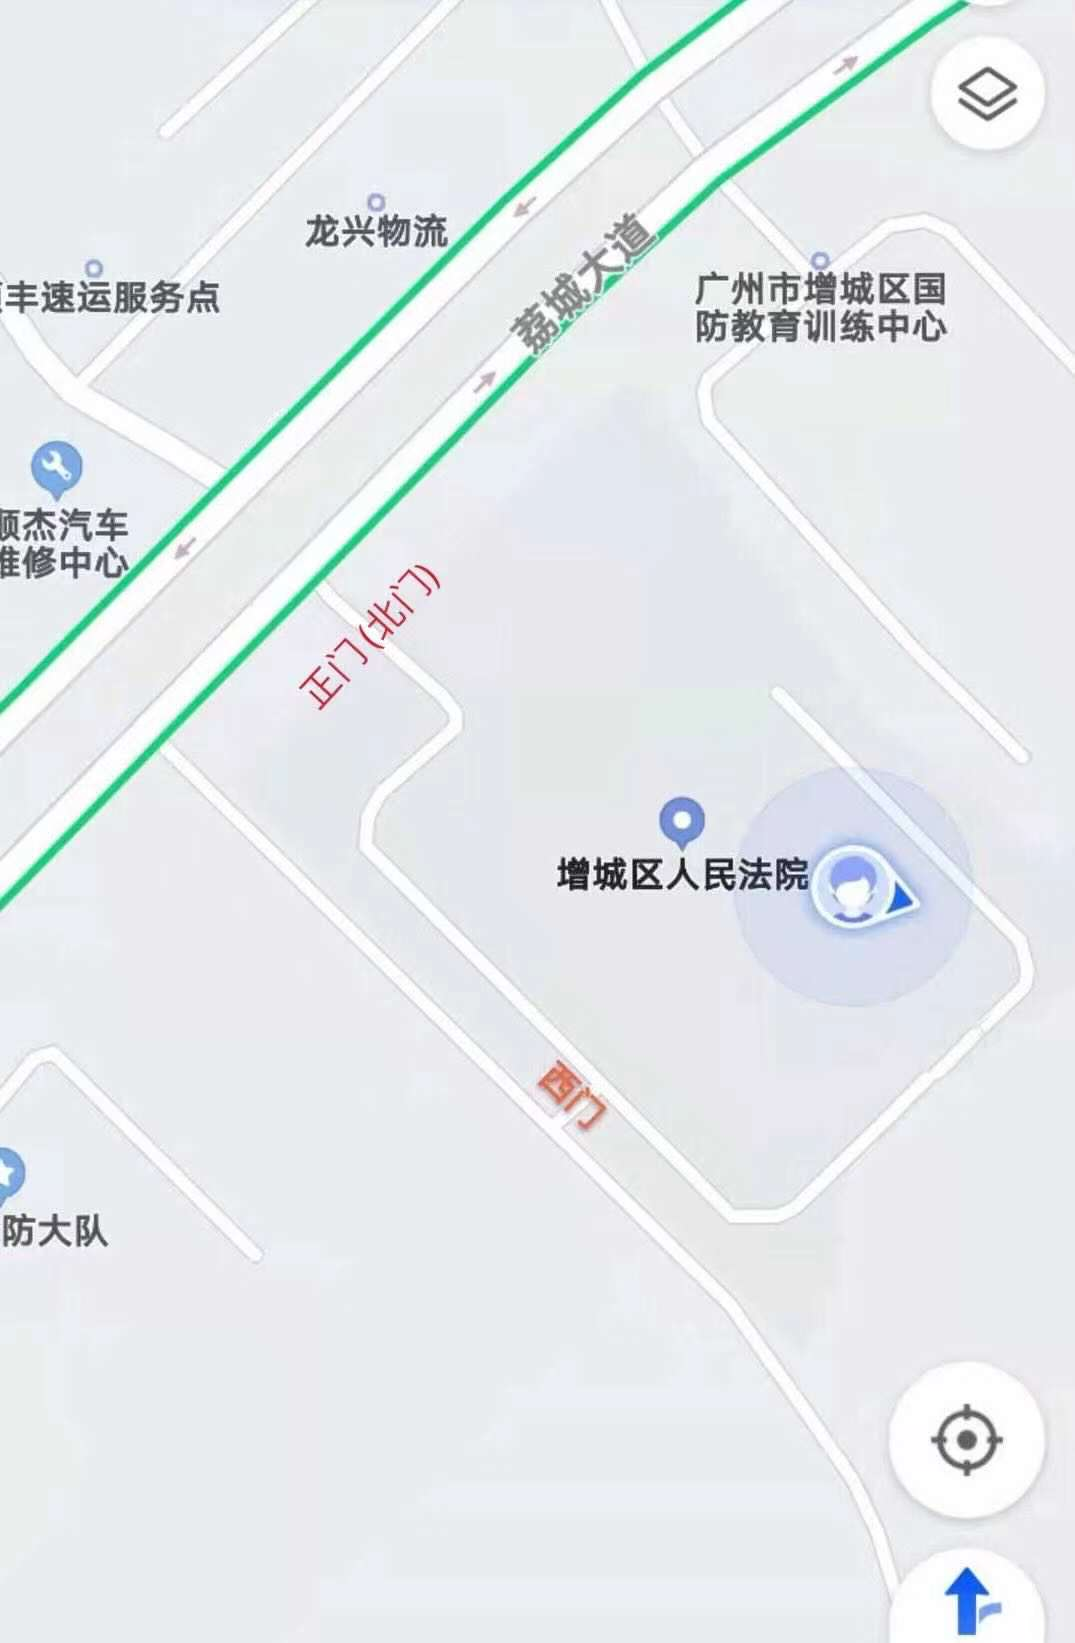 龙兴物流
丰速运服务点
荔城大道
广州市增城区国
防教育训练中心
顺杰汽车
维修中心
正门(北门)
增城区人民法院
西门
防大队